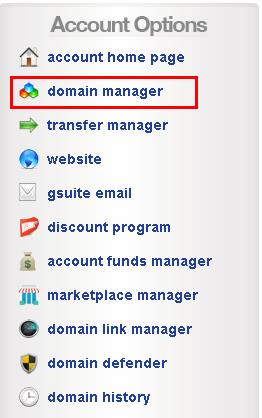 Account Options
account home page
domain manager
transfer manager
website
gsuite email
discount program
account funds manager
marketplace manager
domain link manager
domain defender
domain history